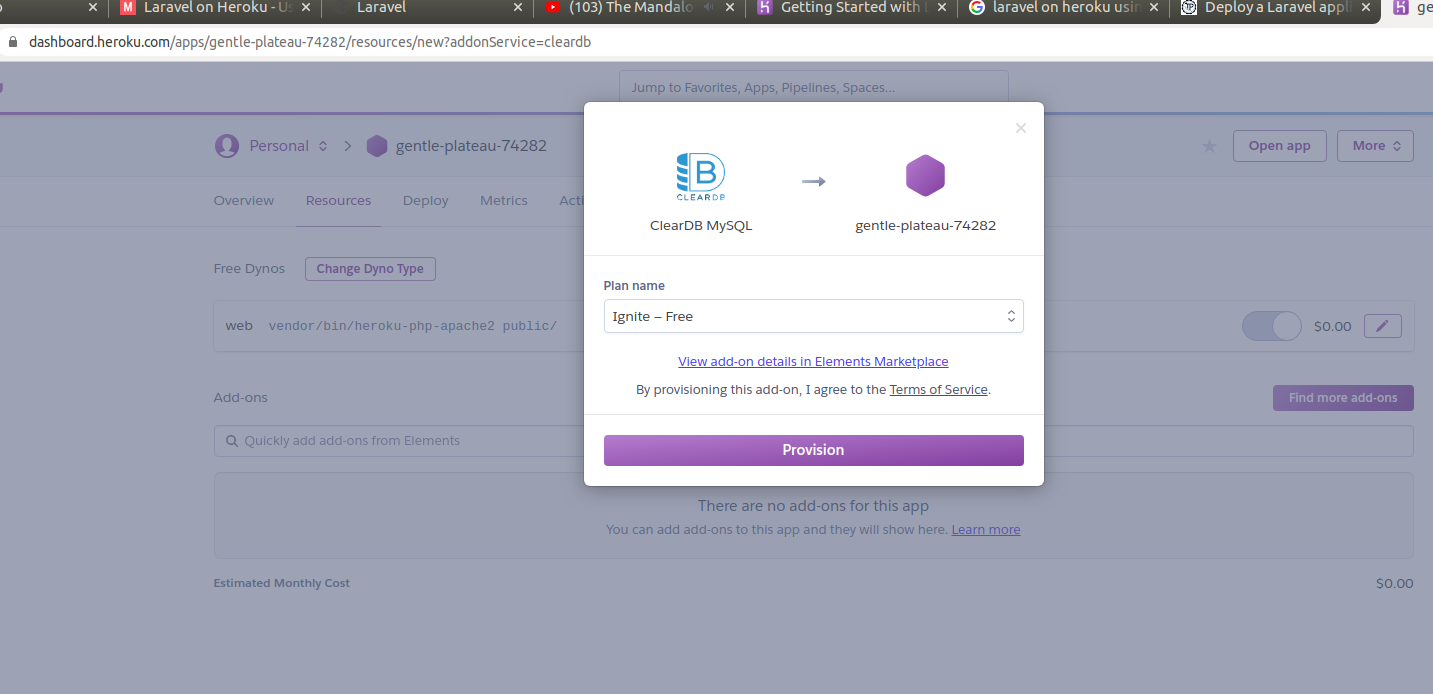 Laravel on Heroku - Us
Laravel
(103) The Mandalo
Getting Started with L
laravel on heroku usin
Deploy a Laravel appli
ge
dashboard.heroku.com/apps/gentle-plateau-74282/resources/new?addonService=cleardb
Jump to Favorites, Apps, Pipelines, Spaces...
Personal
gentle-plateau-74282
Open app
More
Overview
Resources
Deploy
Metrics
Acti
CLEARDB
ClearDB MySQL
gentle-plateau-74282
Free Dynos
Change Dyno Type
Plan name
Ignite – Free
web vendor/bin/heroku-php-apache2 public/
$0.00
View add-on details in Elements Marketplace
By provisioning this add-on, I agree to the Terms of Service.
Add-ons
Find more add-ons
Quickly add add-ons from Elements
Provision
There are no add-ons for this app
You can add add-ons to this app and they will show here. Learn more
Estimated Monthly Cost
$0.00